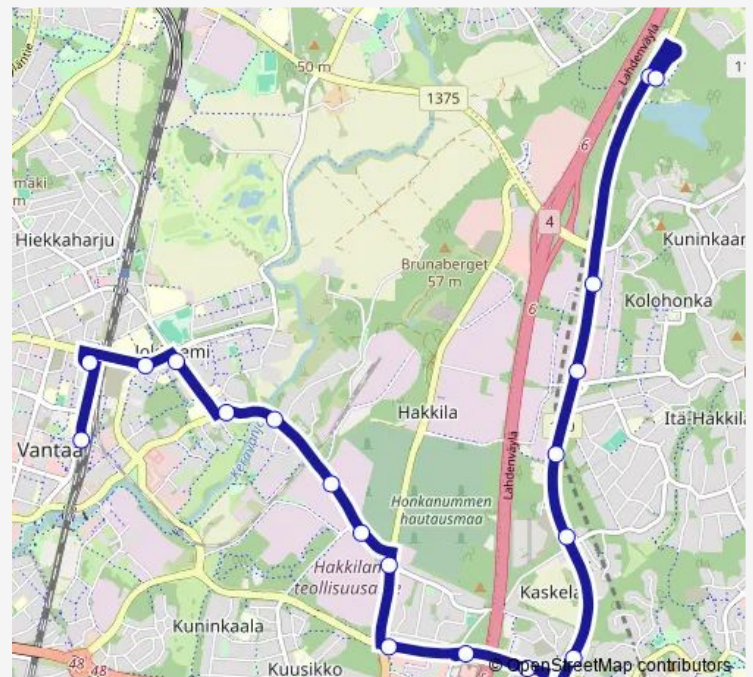 Lahdenväylä
50 m
1375
11
6
4
Hiekkaharju
Kuninkaan
Brunaberget
57 m
6
Kolohonka
Hakkila
Itä-Hakkila
Vantaa
Lahdenväylä
Honkanummen
hautausmaa
Hakkilan
teollisuusa
Kaskela
Kuninkaala
48
48
Kuusikko
© OpenStreetMap contributors